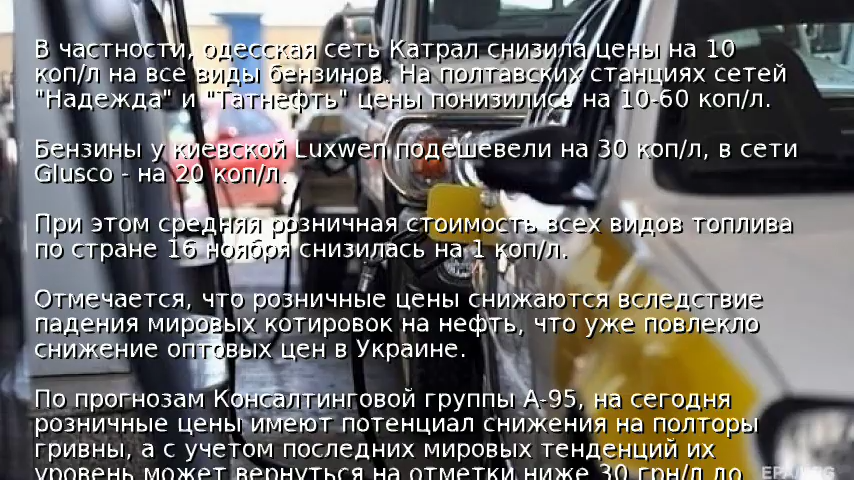 В частности, одесская сеть Катрал снизила цены на 10
коп/л на все виды бензинов. На полтавских станциях сетей
"Надежда" и "Татнефть" цены понизились на 10-60 коп/л.
Бензины у киевской Luxwen подешевели на 30 коп/л, в сети
Glusco - на 20 коп/л.
При этом средняя розничная стоимость всех видов топлива
по стране 16 ноября снизилась на 1 коп/л.
Отмечается, что розничные цены снижаются вследствие
падения мировых котировок на нефть, что уже повлекло
снижение оптовых цен в Украине.
По прогнозам Консалтинговой группы А-95, на сегодня
розничные цены имеют потенциал снижения на полторы
гривны, а с учетом последних мировых тенденций их
уровень может вернуться на отметки ниже 30 грн/л до